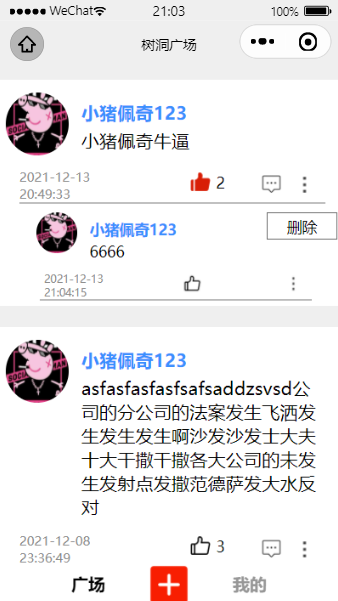 WeChat 21:03 100%
树洞广场
小猪佩奇123
小猪佩奇牛逼
2021-12-13
20:49:33
2
小猪佩奇123
删除
6666
2021-12-13
21:04:15
小猪佩奇123
asfasfasfasfsafsaddzsvsd公
司的分公司的法案发生飞洒发
生发生发生啊沙发沙发士大夫
十大干撒干撒各大公司的未发
生发射点发撒范德萨发大水反
对
2021-12-08
23:36:49
3
广场
我的